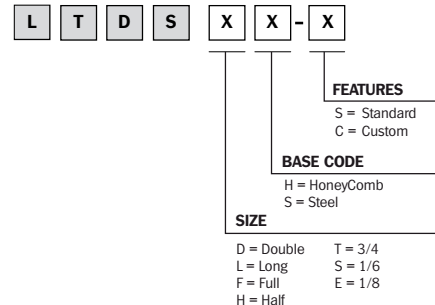 L T D S X X - X
FEATURES
S = Standard
C = Custom
BASE CODE
H = HoneyComb
S = Steel
SIZE
D = Double T = 3/4
L = Long S = 1/6
F = Full E = 1/8
H = Half